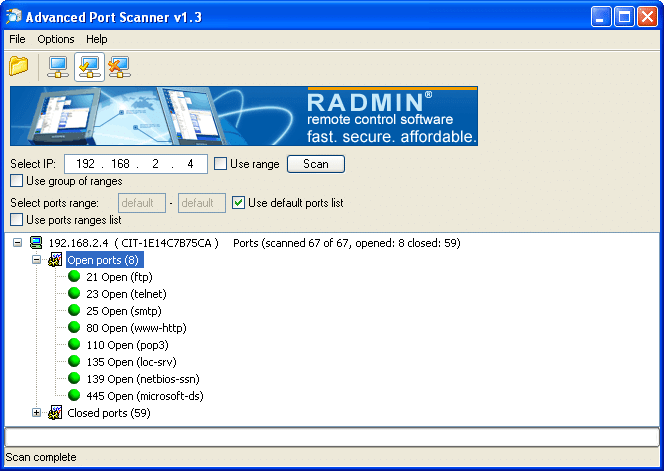 Advanced Port Scanner v1.3
File Options Help
RADMIN®
remote control software
fast. secure. affordable.
Select IP: 192 . 168 . 2 . 4 Use range Scan
Use group of ranges
Select ports range: default - default Use default ports list
Use ports ranges list
192.168.2.4 ( CIT-1E14C7B75CA ) Ports (scanned 67 of 67, opened: 8 closed: 59)
Open ports (8)
21 Open (ftp)
23 Open (telnet)
25 Open (smtp)
80 Open (www-http)
110 Open (pop3)
135 Open (loc-srv)
139 Open (netbios-ssn)
445 Open (microsoft-ds)
Closed ports (59)
Scan complete